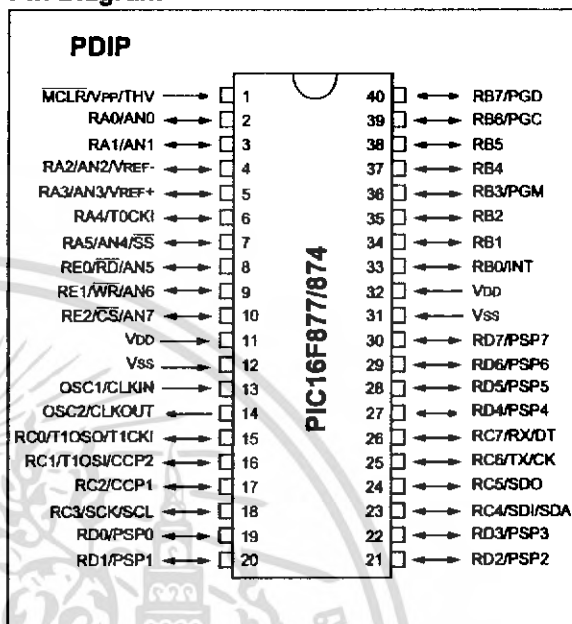 PDIP
MCLR/VPP/THV 1 40 RB7/PGD
RA0/AN0 2 39 RB6/PGC
RA1/AN1 3 38 RB5
RA2/AN2/VREF- 4 37 RB4
RA3/AN3/VREF+ 5 36 RB3/PGM
RA4/T0CKI 6 35 RB2
RA5/AN4/SS 7 34 RB1
RE0/RD/AN5 8 33 RB0/INT
RE1/WR/AN6 9 32 VDD
RE2/CS/AN7 10 31 VSS
VDD 11 30 RD7/PSP7
VSS 12 29 RD6/PSP6
OSC1/CLKIN 13 28 RD5/PSP5
OSC2/CLKOUT 14 27 RD4/PSP4
RC0/T1OSO/T1CKI 15 26 RC7/RX/DT
RC1/T1OSI/CCP2 16 25 RC6/TX/CK
RC2/CCP1 17 24 RC5/SDO
RC3/SCK/SCL 18 23 RC4/SDI/SDA
RD0/PSP0 19 22 RD3/PSP3
RD1/PSP1 20 21 RD2/PSP2
PIC16F877/874